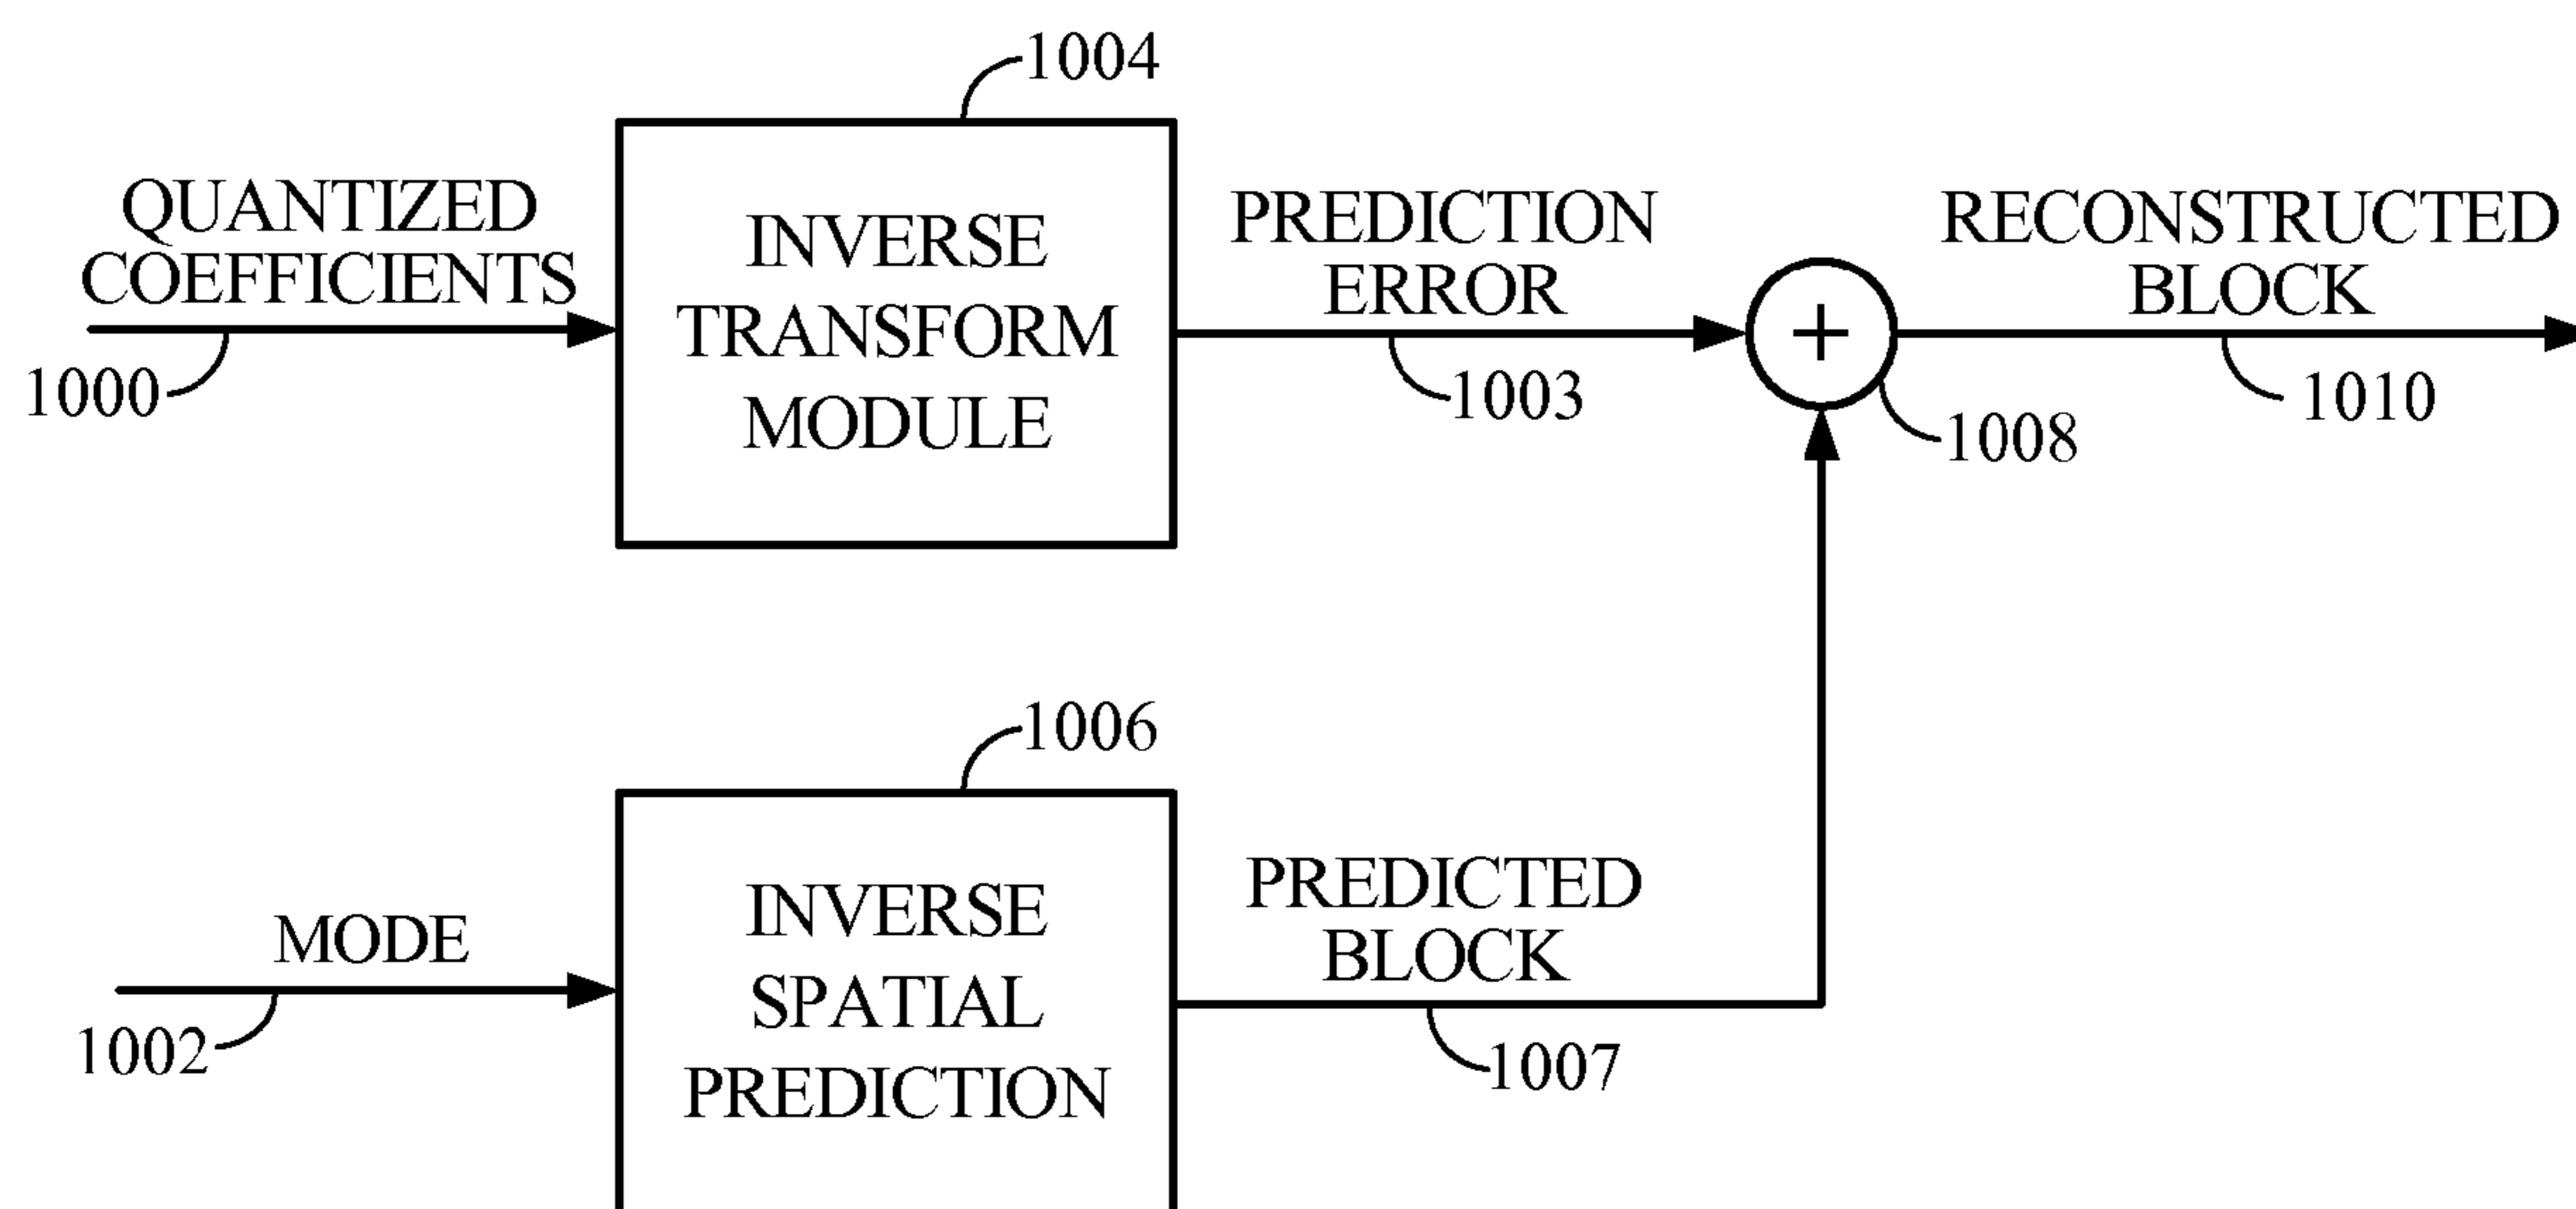 1004
QUANTIZED
COEFFICIENTS
1000
INVERSE
TRANSFORM
MODULE
PREDICTION
ERROR
1003
+
1008
RECONSTRUCTED
BLOCK
1010
1006
MODE
1002
INVERSE
SPATIAL
PREDICTION
PREDICTED
BLOCK
1007